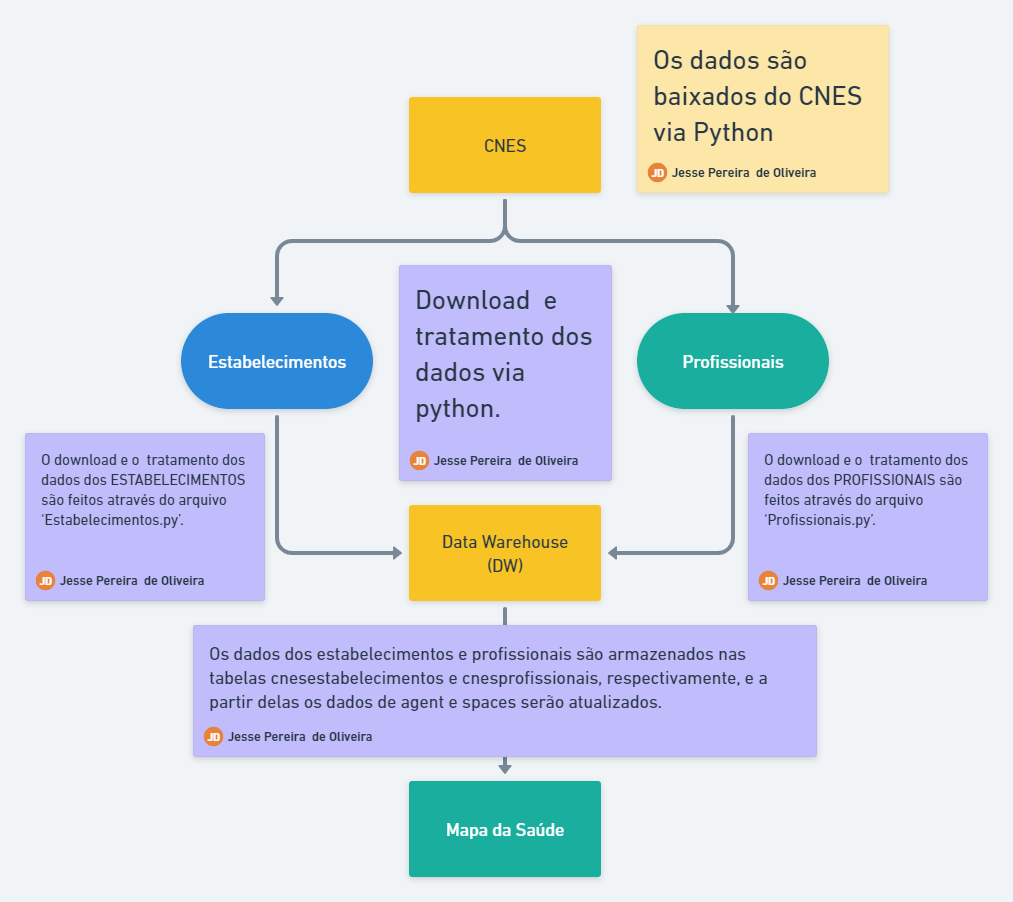 Os dados são
baixados do CNES
via Python
JD Jesse Pereira de Oliveira
CNES
Download e
tratamento dos
dados via
python.
JD Jesse Pereira de Oliveira
Estabelecimentos
Profissionais
O download e o tratamento dos
dados dos ESTABELECIMENTOS
são feitos através do arquivo
'Estabelecimentos.py'.
JD Jesse Pereira de Oliveira
O download e o tratamento dos
dados dos PROFISSIONAIS são
feitos através do arquivo
'Profissionais.py'.
JD Jesse Pereira de Oliveira
Data Warehouse
(DW)
Os dados dos estabelecimentos e profissionais são armazenados nas
tabelas cnesestabelecimentos e cnesprofissionais, respectivamente, e a
partir delas os dados de agent e spaces serão atualizados.
JD Jesse Pereira de Oliveira
Mapa da Saúde